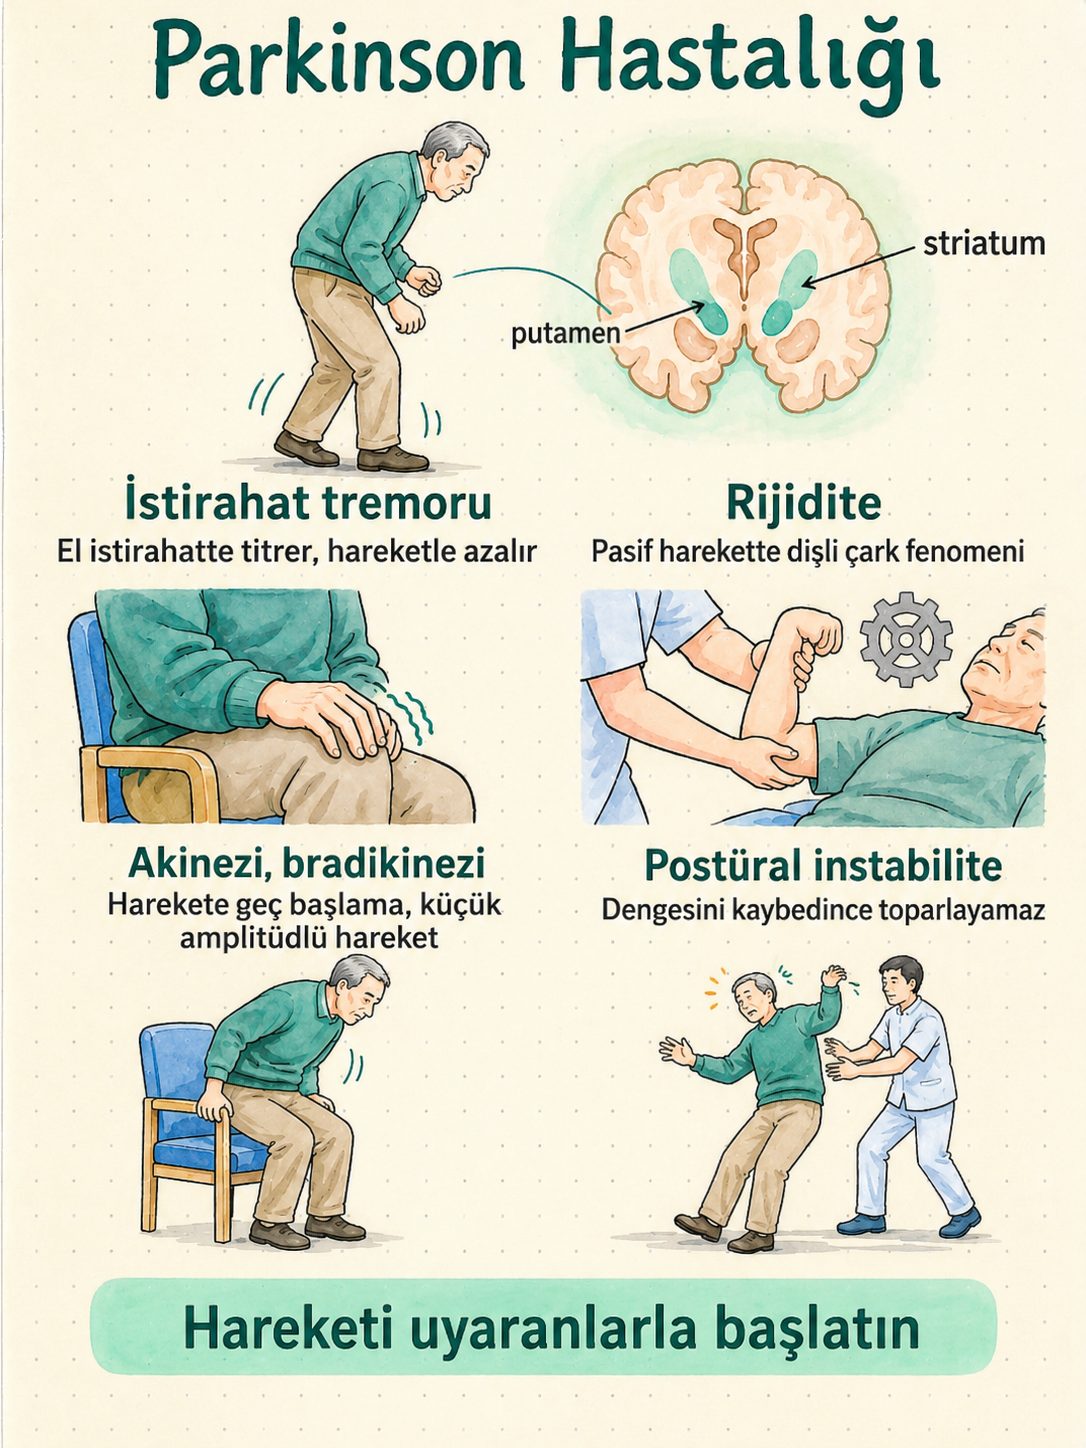 Parkinson Hastalığı
striatum
putamen
İstirahat tremoru
El istirahatte titrer, hareketle azalır
Rijidite
Pasif harekette dişli çark fenomeni
Akinezi, bradikinezi
Harekete geç başlama, küçük
amplitüdlü hareket
Postüral instabilite
Dengesini kaybedince toparlayamaz
Hareketi uyaranlarla başlatın